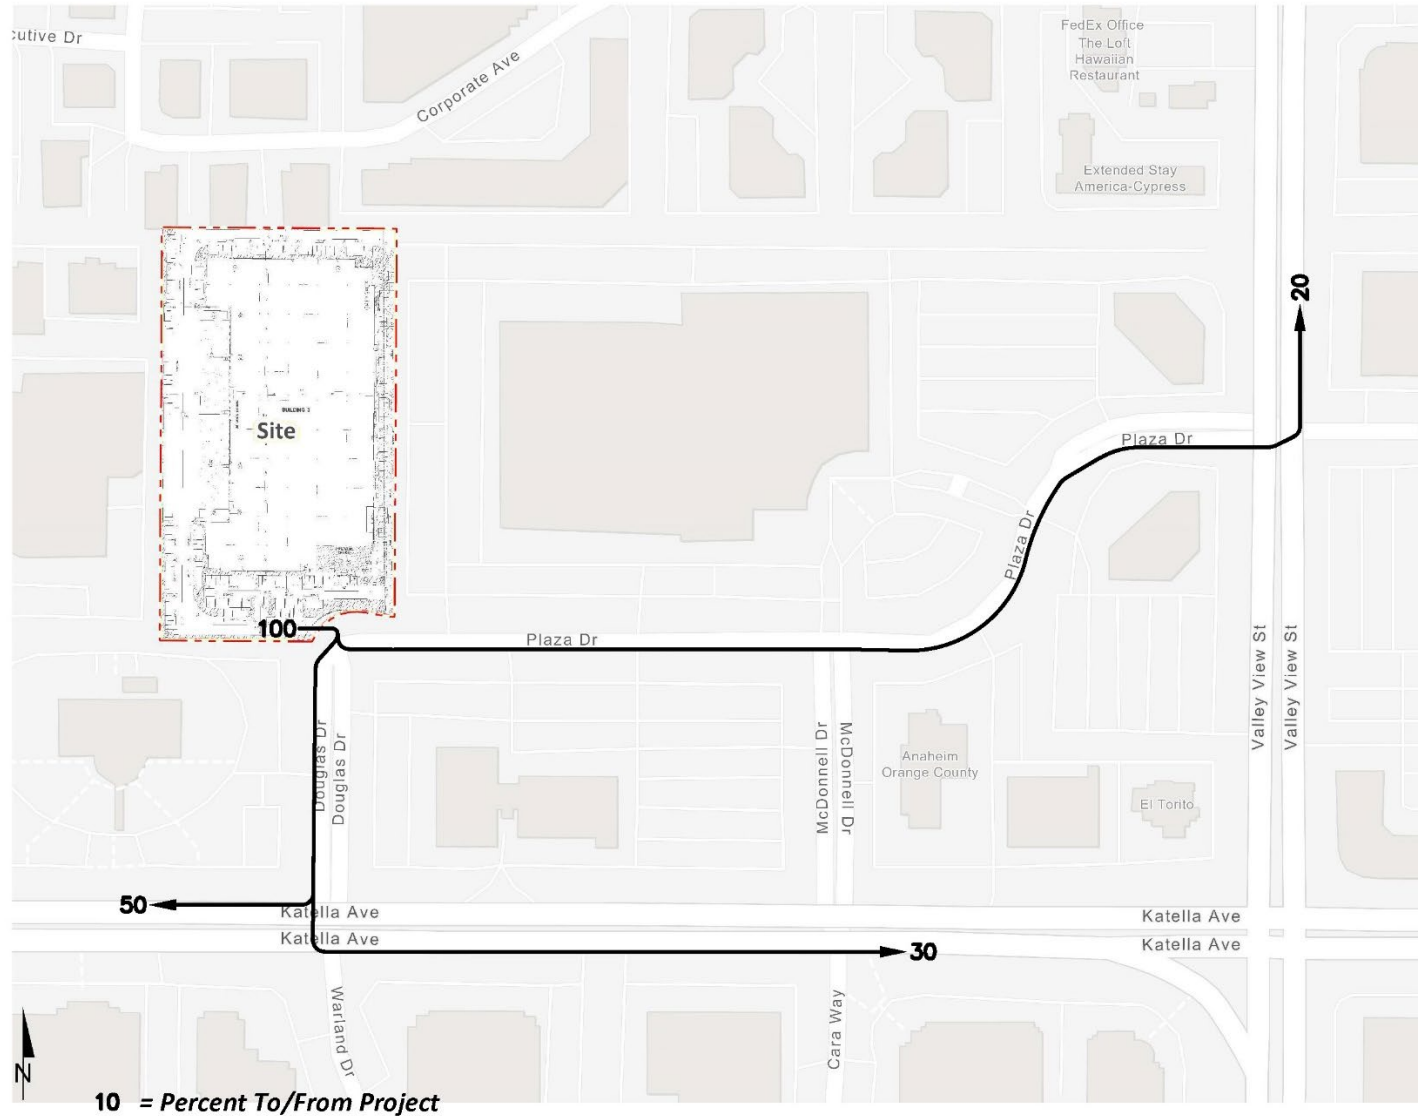 cutive Dr
Corporate Ave
FedEx Office
The Loft
Hawaiian
Restaurant
Extended Stay
America-Cypress
20
BUILDING 2
Site
Plaza Dr
Plaza Dr
100
Plaza Dr
Valley View St
Valley View St
Douglas Dr
Douglas Dr
McDonnell Dr
McDonnell Dr
Anaheim
Orange County
El Torito
50
Katella Ave
Katella Ave
Katella Ave
Katella Ave
30
Warland Dr
Cara Way
N
10 = Percent To/From Project